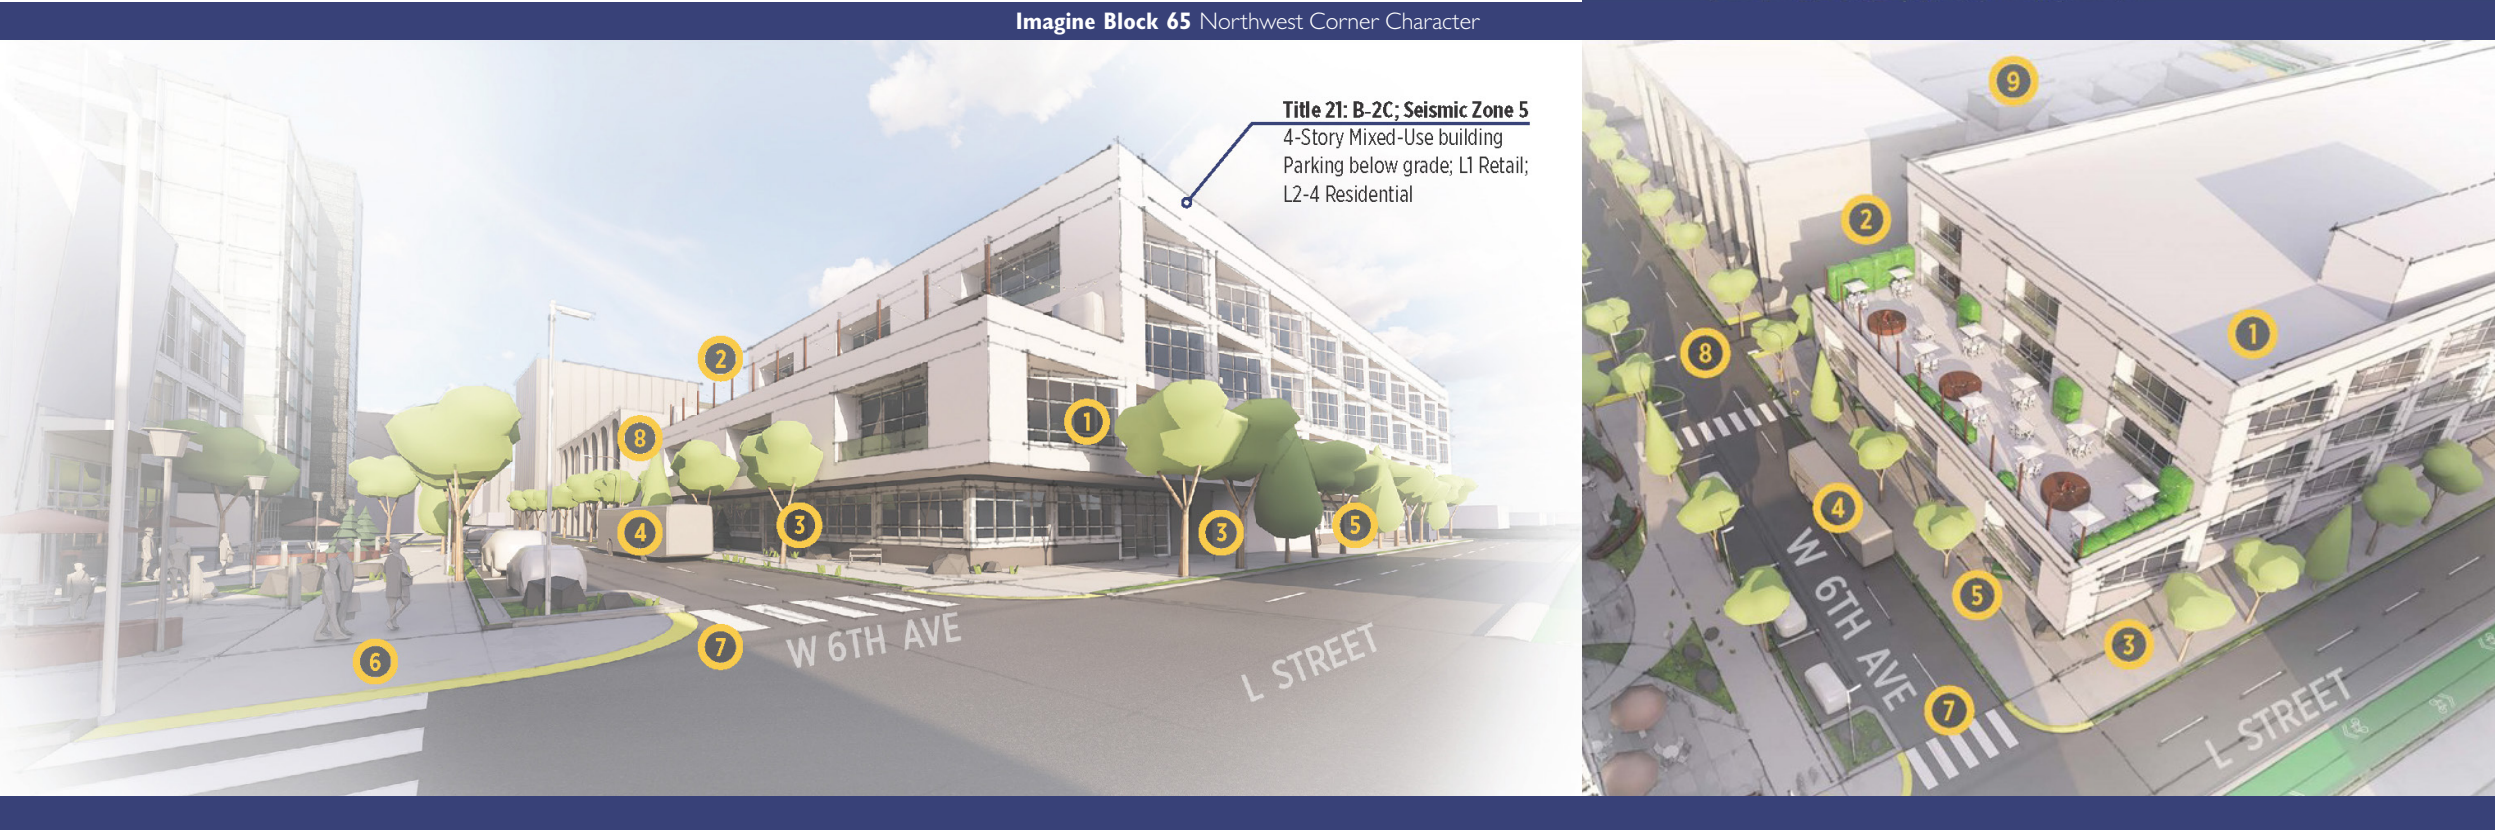 Imagine Block 65 Northwest Corner Character
Title 21: B-2C; Seismic Zone 5
4-Story Mixed-Use building
Parking below grade; L1 Retail;
L2-4 Residential
2
8
1
4
3
3
5
7
6
W 6TH AVE
L STREET
9
2
1
8
4
W 6TH AVE
5
3
7
L STREET